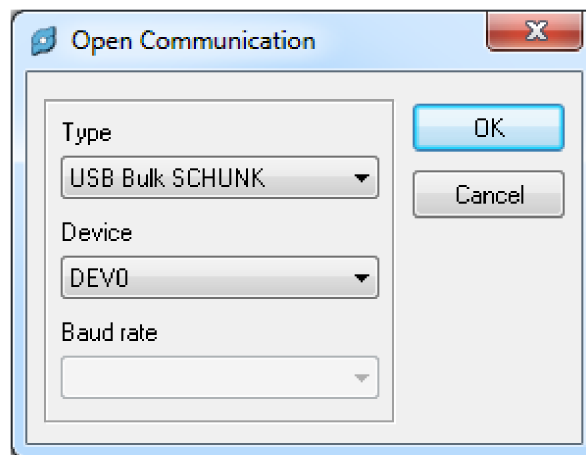 Open Communication
Type
USB Bulk SCHUNK
Device
DEV0
Baud rate
OK
Cancel